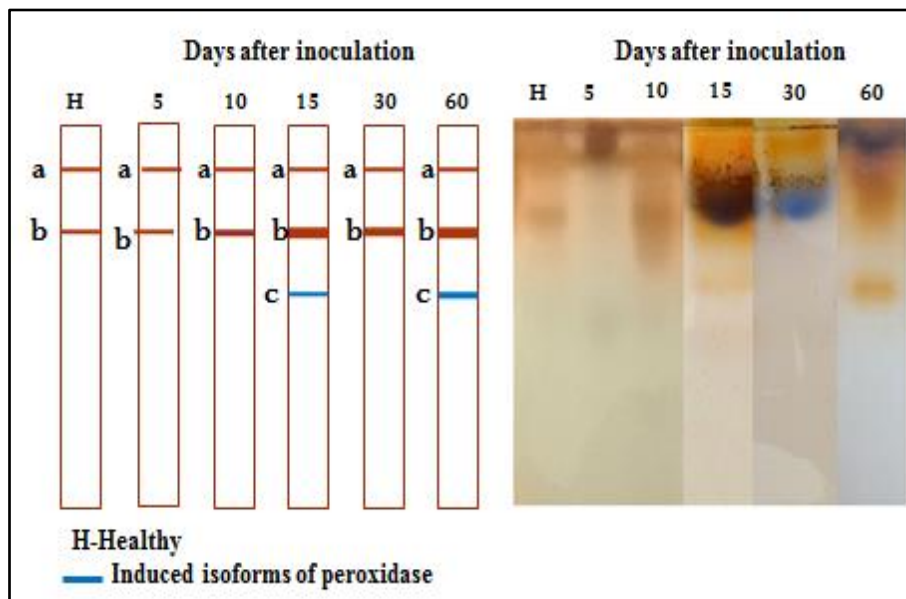 Days after inoculation
H 5 10 15 30 60
a a a a a a
b b b b b b
c c
H-Healthy
Induced isoforms of peroxidase
Days after inoculation
H 5 10 15 30 60